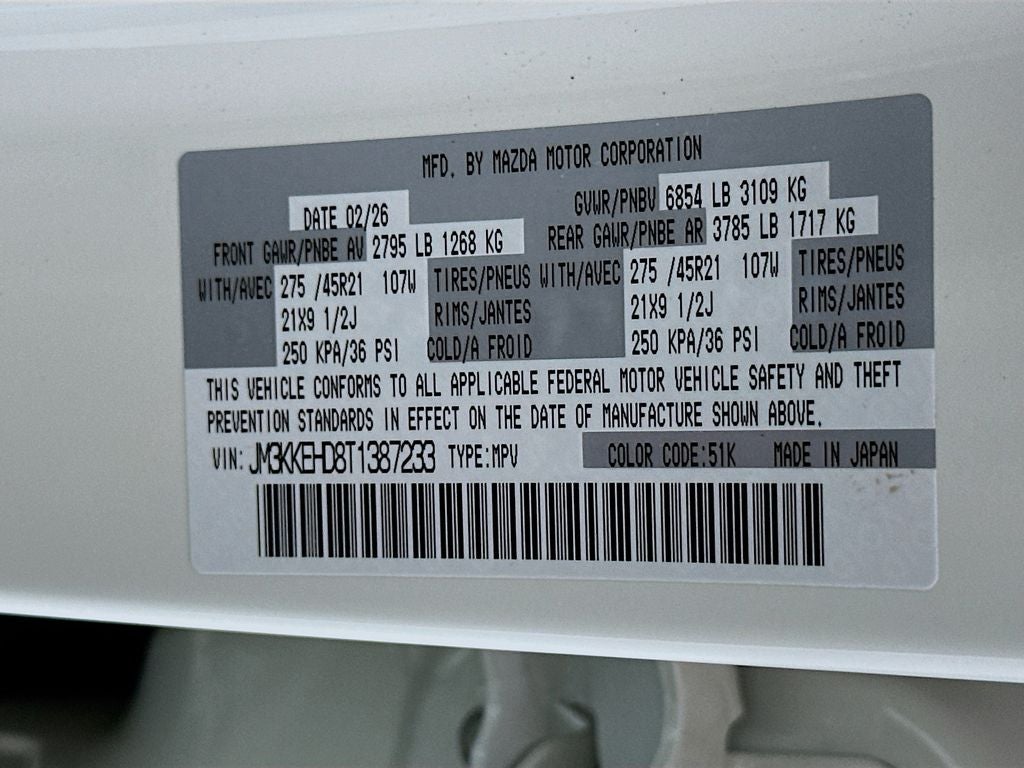 MFD. BY MAZDA MOTOR CORPORATION
DATE 02/26 GVWR/PNBV 6854 LB 3109 KG
FRONT GAWR/PNBE AV 2795 LB 1268 KG REAR GAWR/PNBE AR 3785 LB 1717 KG
WITH/AVEC 275 /45R21 107W TIRES/PNEUS WITH/AVEC 275 /45R21 107W TIRES/PNEUS
21X9 1/2J RIMS/JANTES 21X9 1/2J RIMS/JANTES
250 KPA/36 PSI COLD/A FROID 250 KPA/36 PSI COLD/A FROID
THIS VEHICLE CONFORMS TO ALL APPLICABLE FEDERAL MOTOR VEHICLE SAFETY AND THEFT
PREVENTION STANDARDS IN EFFECT ON THE DATE OF MANUFACTURE SHOWN ABOVE.
VIN: JM3KKEHD8T1387233 TYPE:MPV COLOR CODE:51K MADE IN JAPAN